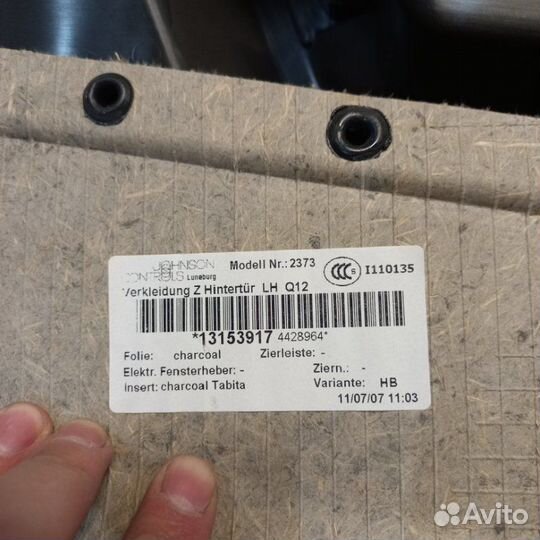 JOHNSON CONTROLS Luneburg Modell Nr.:2373 CCC S I110135
Verkleidung Z Hintertür LH Q12
*13153917 4428964*
Folie: charcoal Zierleiste: -
Elektr. Fensterheber: - Ziern.: -
Insert: charcoal Tabita Variante: HB
11/07/07 11:03
Avito